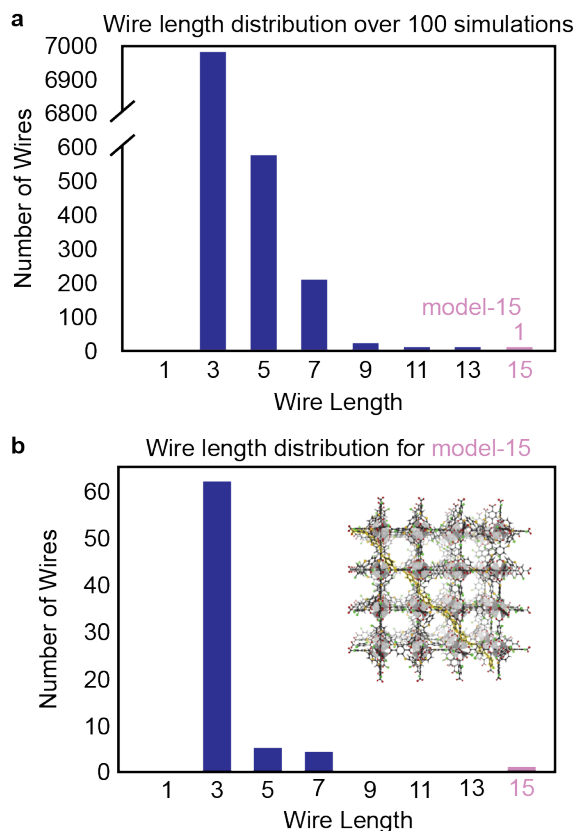 a
Wire length distribution over 100 simulations
Number of Wires
7000
6900
6800
600
500
400
300
200
100
0
model-15
1
1 3 5 7 9 11 13 15
Wire Length
b
Wire length distribution for model-15
Number of Wires
60
50
40
30
20
10
0
1 3 5 7 9 11 13 15
Wire Length